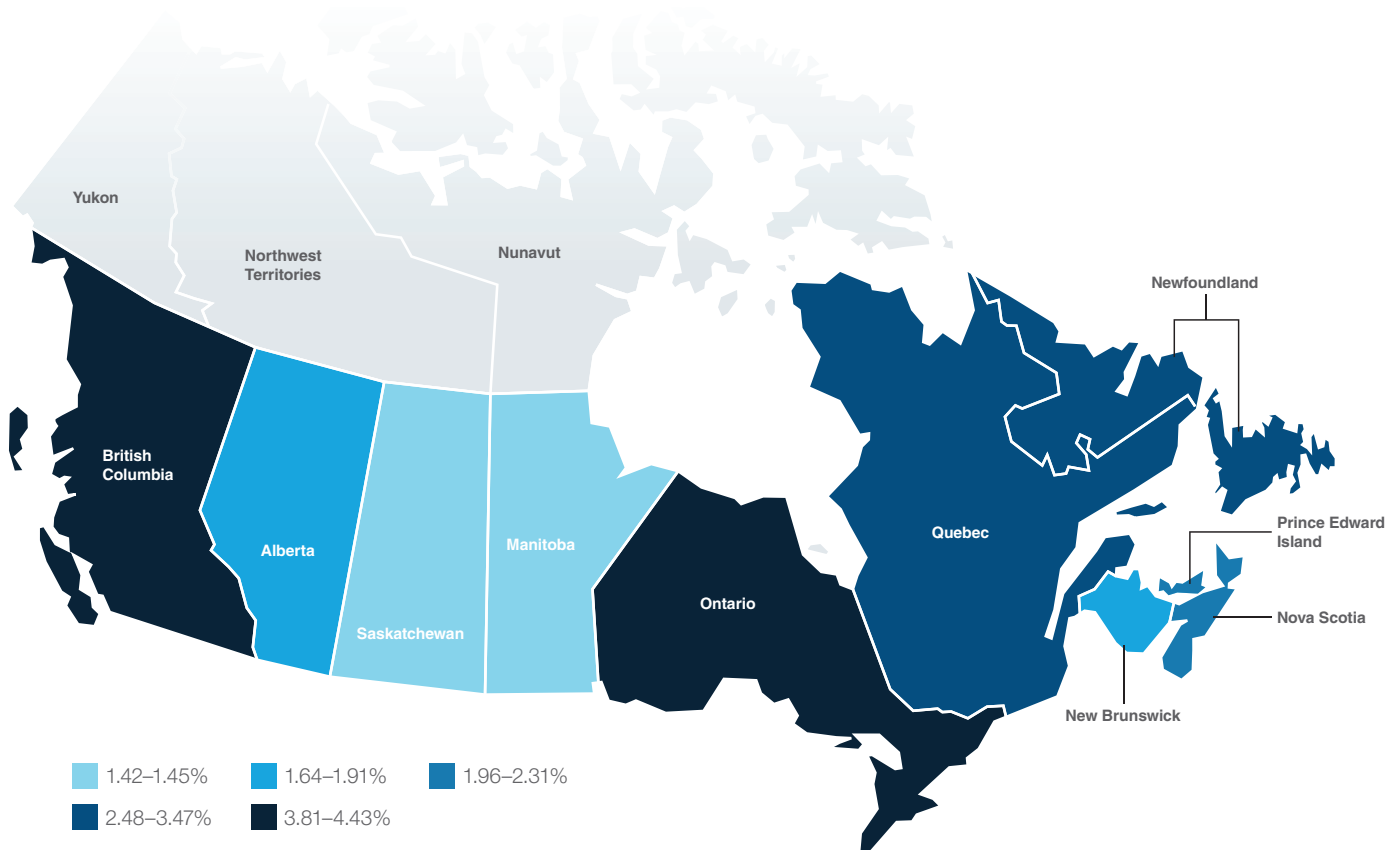 Yukon
Northwest
Territories
Nunavut
Newfoundland
British
Columbia
Alberta
Saskatchewan
Manitoba
Ontario
Quebec
Prince Edward
Island
Nova Scotia
New Brunswick
1.42–1.45%
1.64–1.91%
1.96–2.31%
2.48–3.47%
3.81–4.43%